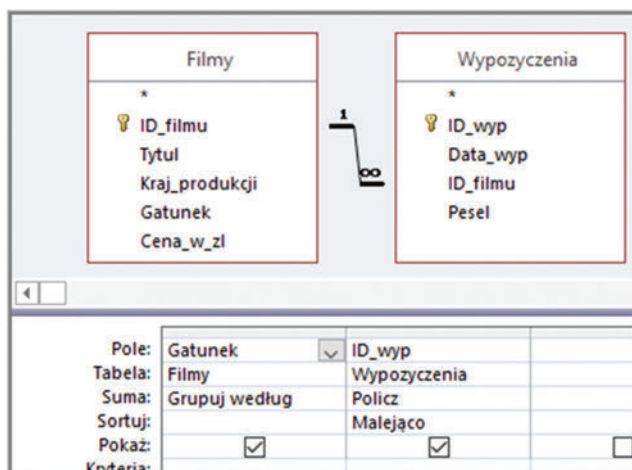 Filmy
*
ID_filmu
Tytul
Kraj_produkcji
Gatunek
Cena_w_zl
1
∞
Wypozyczenia
*
ID_wyp
Data_wyp
ID_filmu
Pesel
Pole: Gatunek ID_wyp
Tabela: Filmy Wypozyczenia
Suma: Grupuj według Policz
Sortuj: Malejąco
Pokaż:
Kryteria: